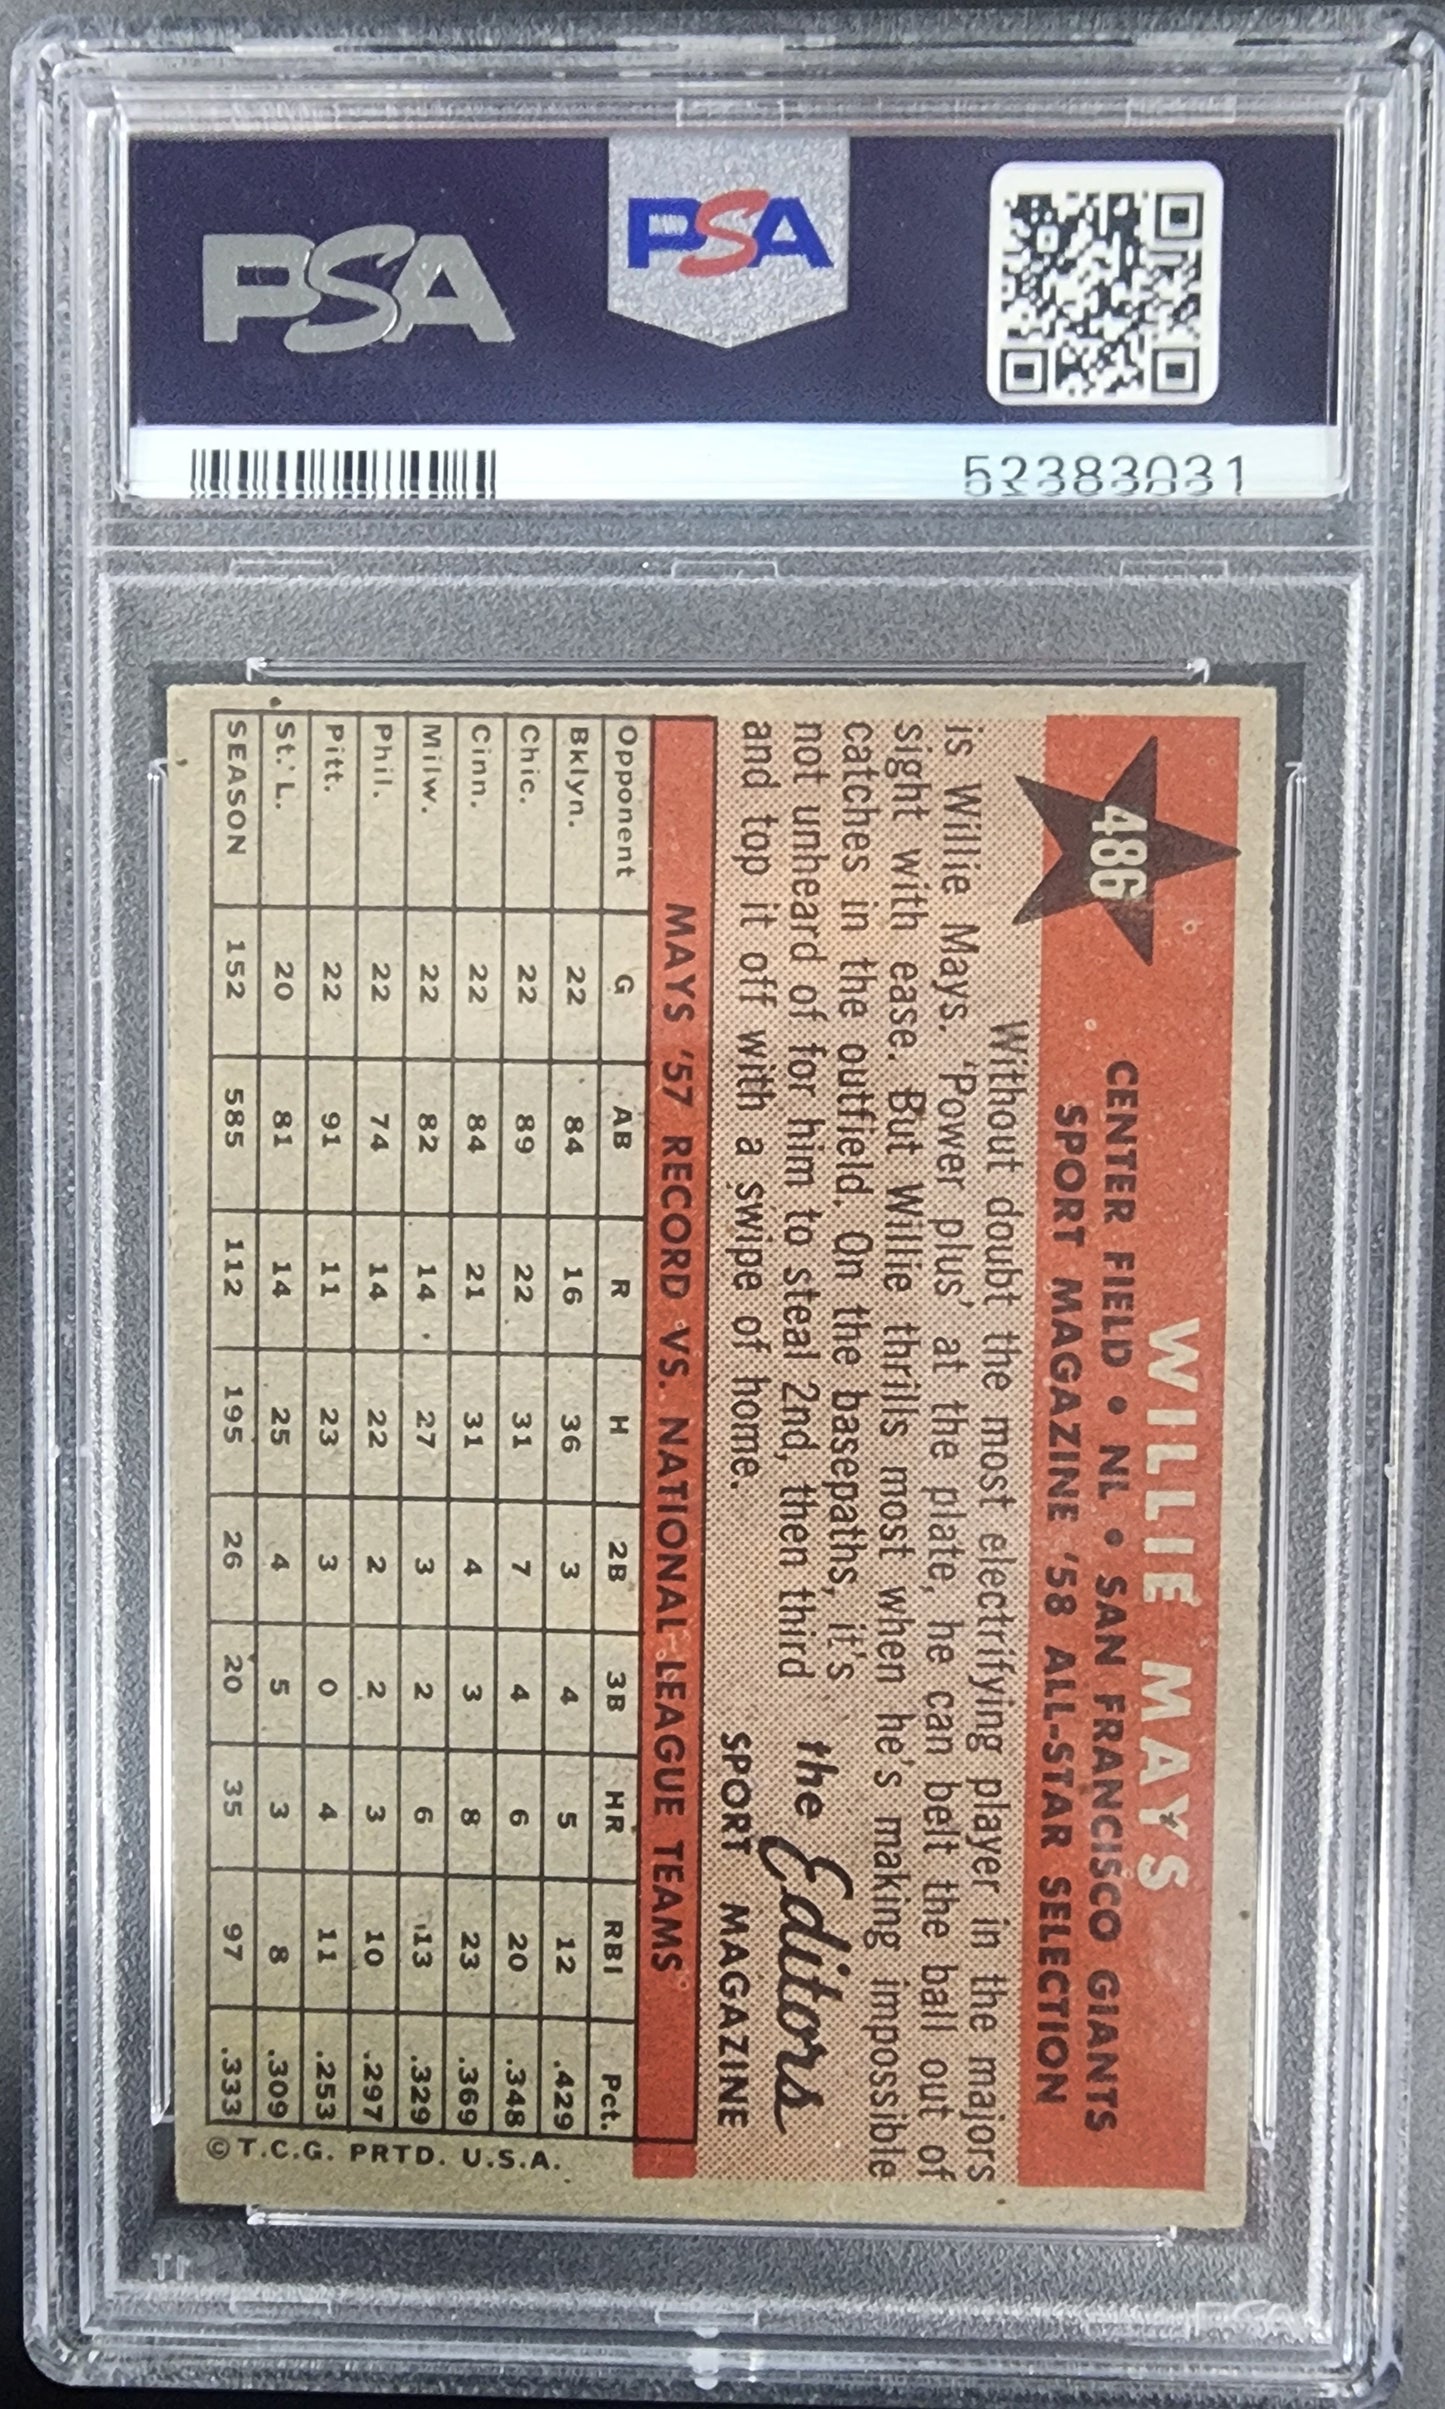 PSA
PSA
52383031
486
WILLIE MAYS
CENTER FIELD • NL • SAN FRANCISCO GIANTS
SPORT MAGAZINE '58 ALL-STAR SELECTION
Without doubt the most electrifying player in the majors
is Willie Mays. 'Power plus' at the plate, he can belt the ball out of
sight with ease. But Willie thrills most when he's making impossible
catches in the outfield. On the basepaths, it's
not unheard of for him to steal 2nd, then third
and top it off with a swipe of home.
the Editors
SPORT MAGAZINE
MAYS '57 RECORD VS. NATIONAL LEAGUE TEAMS
Opponent G AB R H 2B 3B HR RBI Pct.
Bklyn. 22 84 16 36 3 4 5 12 .429
Chic. 22 89 22 31 7 4 6 20 .348
Cinn. 22 84 21 31 4 3 8 23 .369
Milw. 22 82 14 27 3 2 6 13 .329
Phil. 22 74 14 22 2 2 3 10 .297
Pitt. 22 91 11 23 3 0 4 11 .253
St. L. 20 81 14 25 4 5 3 8 .309
SEASON 152 585 112 195 26 20 35 97 .333
© T.C.G. PRTD. U.S.A.